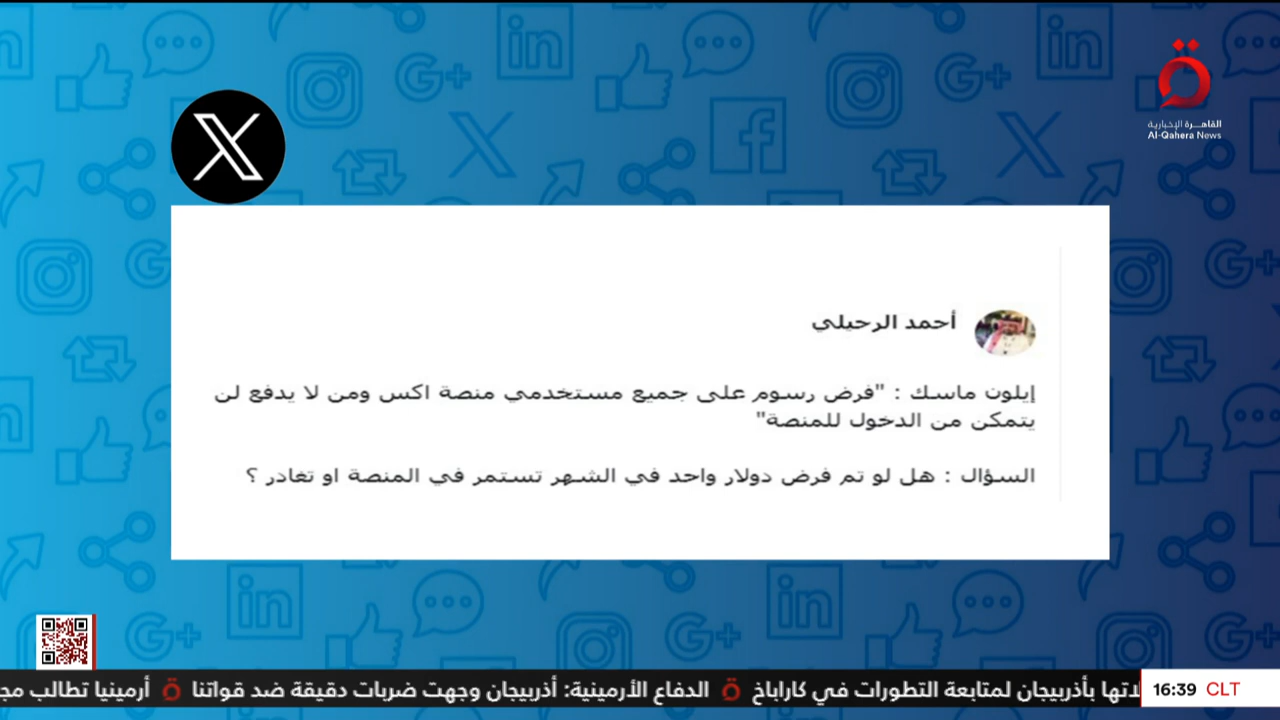 القاهرة الإخبارية
Al-Qahera News
أحمد الرحيلي
إيلون ماسك : "فرض رسوم على جميع مستخدمي منصة اكس ومن لا يدفع لن
يتمكن من الدخول للمنصة"
السؤال : هل لو تم فرض دولار واحد في الشهر تستمر في المنصة او تغادر ؟
لاتها بأذربيجان لمتابعة التطورات في كاراباخ الدفاع الأرمينية: أذربيجان وجهت ضربات دقيقة ضد قواتنا أرمينيا تطالب مج
16:39 CLT